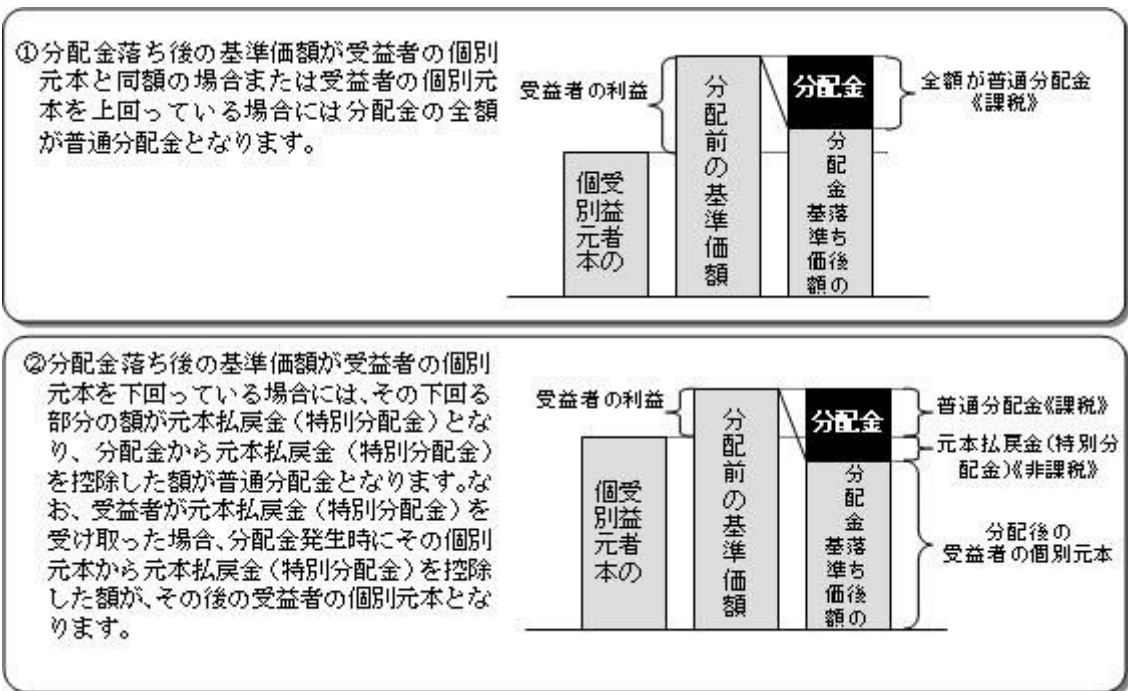 ①分配金落ち後の基準価額が受益者の個別
元本と同額の場合または受益者の個別元
本を上回っている場合には分配金の全額
が普通分配金となります。
受益者の利益
受益者の
個別元本
分配前の基準価額
分配金
分配金落ち後の
基準価額
全額が普通分配金
《課税》
②分配金落ち後の基準価額が受益者の個別
元本を下回っている場合には、その下回る
部分の額が元本払戻金（特別分配金）とな
り、分配金から元本払戻金（特別分配金）
を控除した額が普通分配金となります。な
お、受益者が元本払戻金（特別分配金）を
受け取った場合、分配金発生時にその個別
元本から元本払戻金（特別分配金）を控除
した額が、その後の受益者の個別元本とな
ります。
受益者の利益
受益者の
個別元本
分配前の基準価額
分配金
分配金落ち後の
基準価額
普通分配金《課税》
元本払戻金（特別分
配金）《非課税》
分配後の
受益者の個別元本